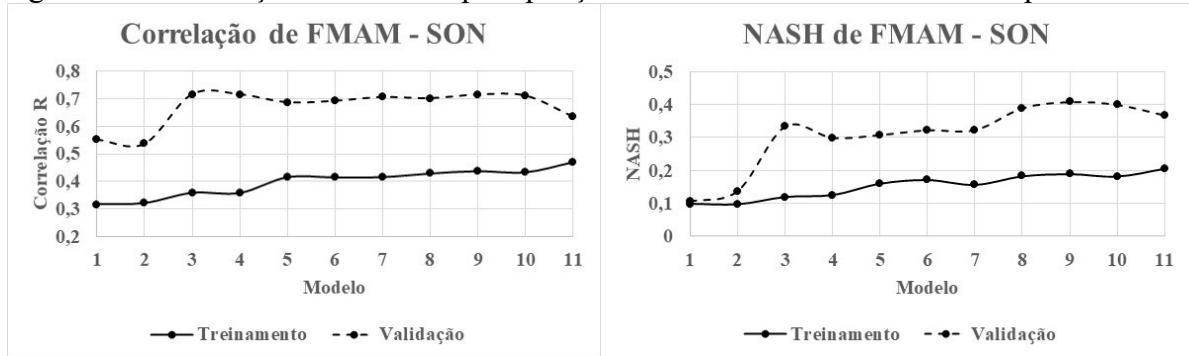 Correlação de FMAM - SON
0,8
0,7
0,6
0,5
0,4
0,3
0,2
Correlação R
1 2 3 4 5 6 7 8 9 10 11
Modelo
Treinamento Validação
NASH de FMAM - SON
0,5
0,4
0,3
0,2
0,1
0
NASH
1 2 3 4 5 6 7 8 9 10 11
Modelo
Treinamento Validação